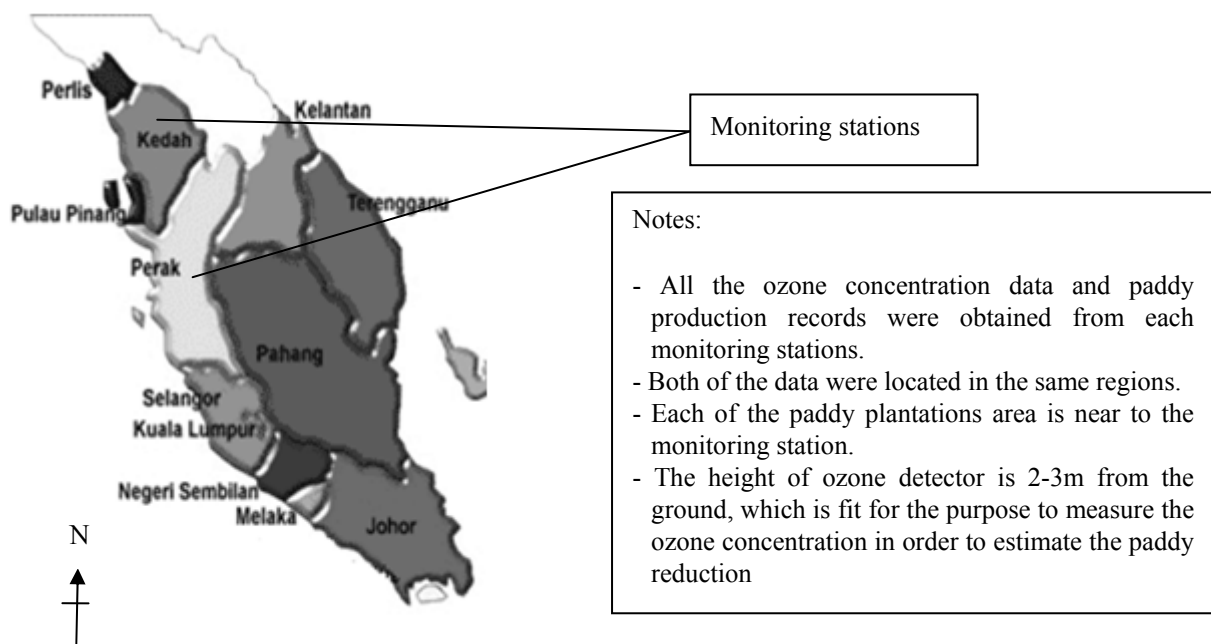 Perlis
Kedah
Kelantan
Pulau Pinang
Terengganu
Perak
Pahang
Selangor
Kuala Lumpur
Negeri Sembilan
Melaka
Johor
N
Monitoring stations
Notes:
- All the ozone concentration data and paddy
production records were obtained from each
monitoring stations.
- Both of the data were located in the same regions.
- Each of the paddy plantations area is near to the
monitoring station.
- The height of ozone detector is 2-3m from the
ground, which is fit for the purpose to measure the
ozone concentration in order to estimate the paddy
reduction